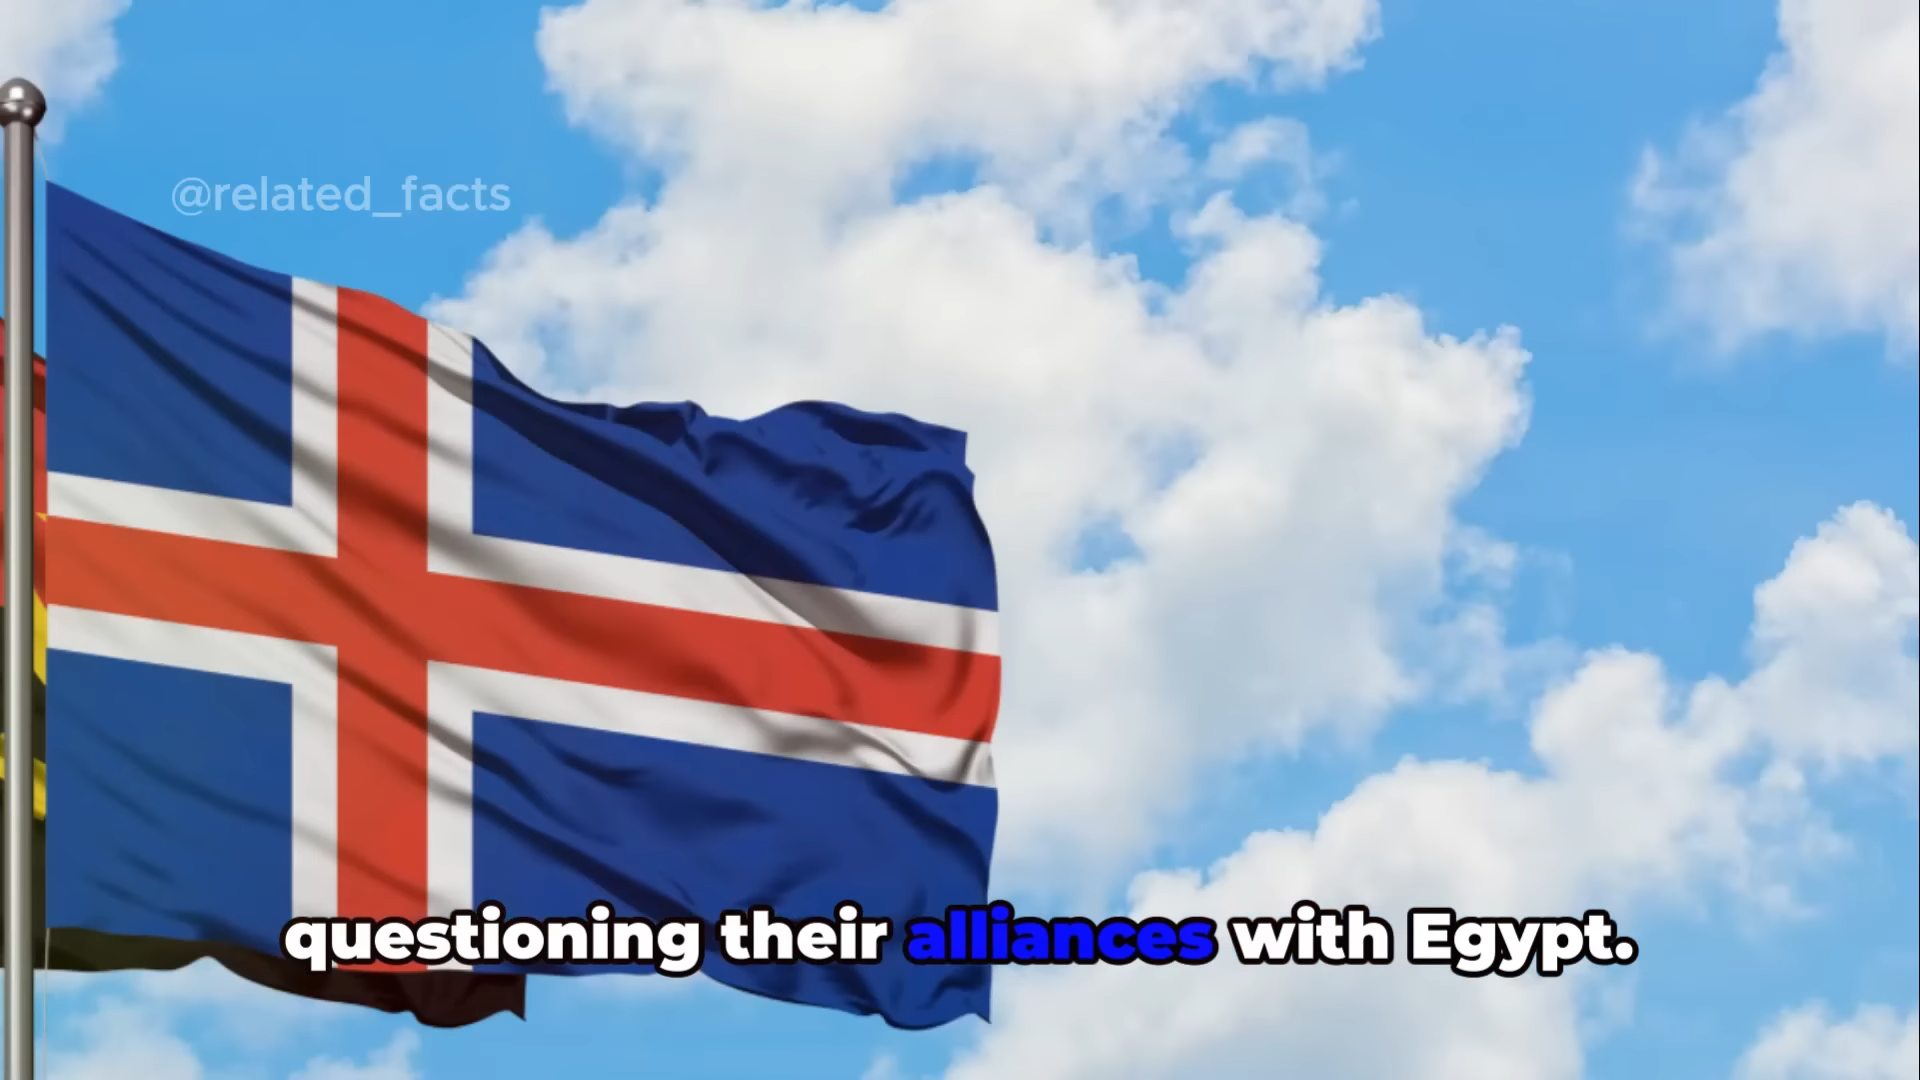 @related_facts
questioning their alliances with Egypt.